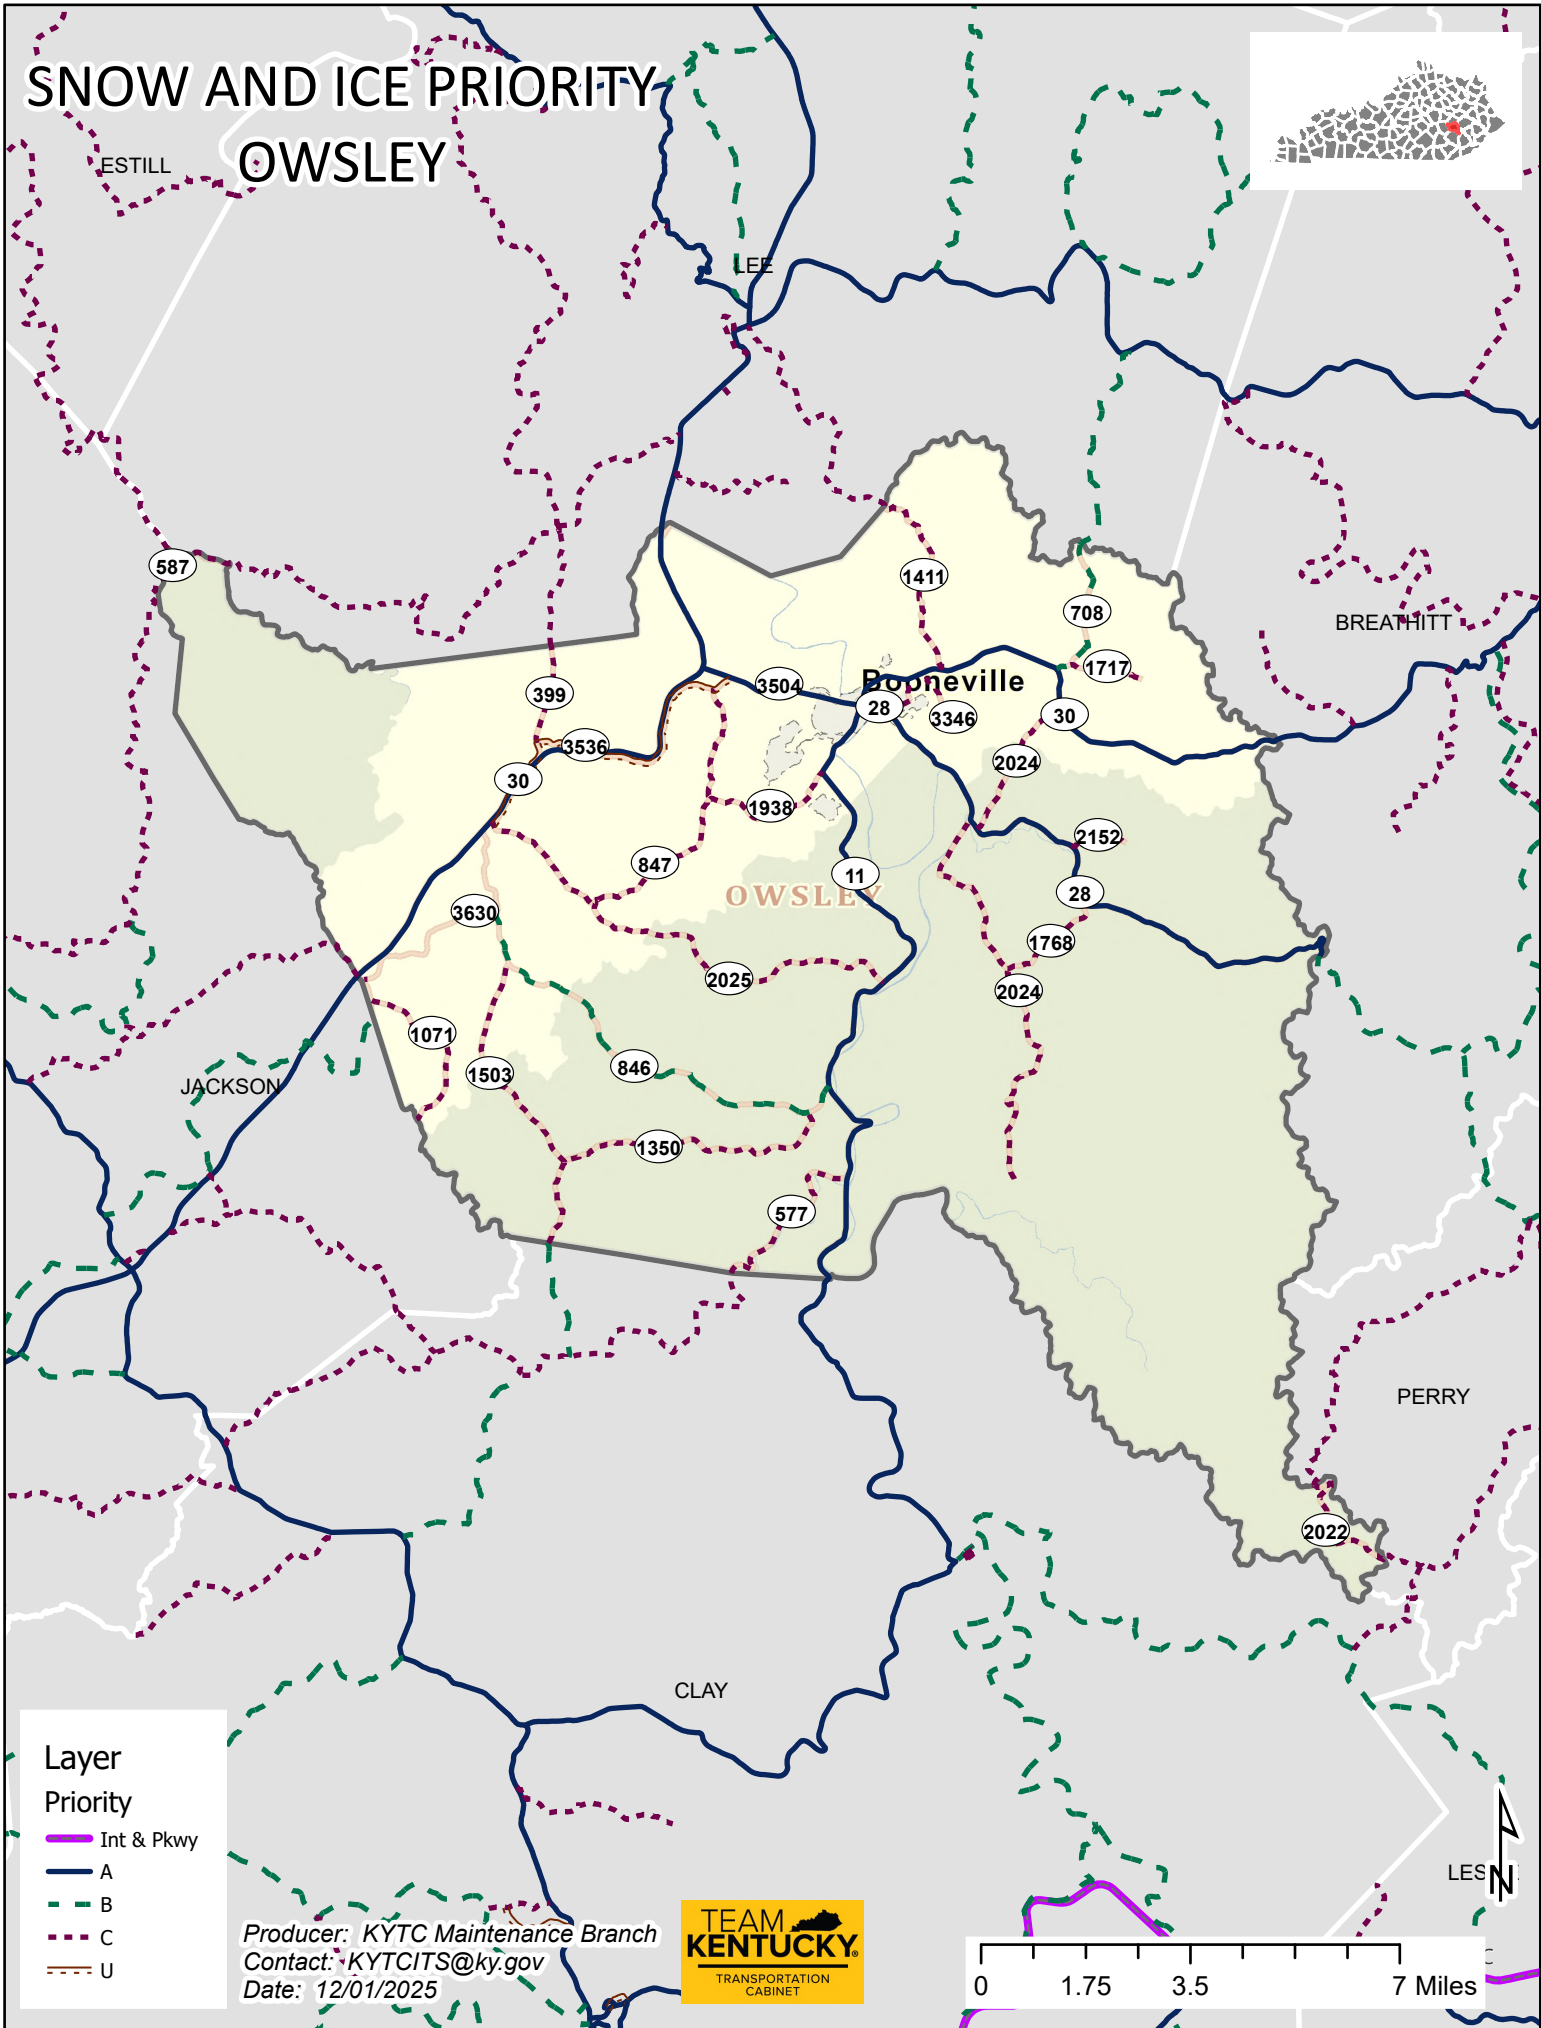 SNOW AND ICE PRIORITY
OWSLEY
ESTILL
LEE
587
1411
708
BREATHITT
1717
399
3504
Booneville
28
3346
30
3536
2024
30
1938
2152
847
11
28
OWSLEY
3630
1768
2025
2024
1071
1503
846
JACKSON
1350
577
PERRY
2022
CLAY
Layer
Priority
Int & Pkwy
A
B
C
U
LES
N
Producer: KYTC Maintenance Branch
Contact: KYTCITS@ky.gov
Date: 12/01/2025
TEAM
KENTUCKY®
TRANSPORTATION
CABINET
0 1.75 3.5 7 Miles
C